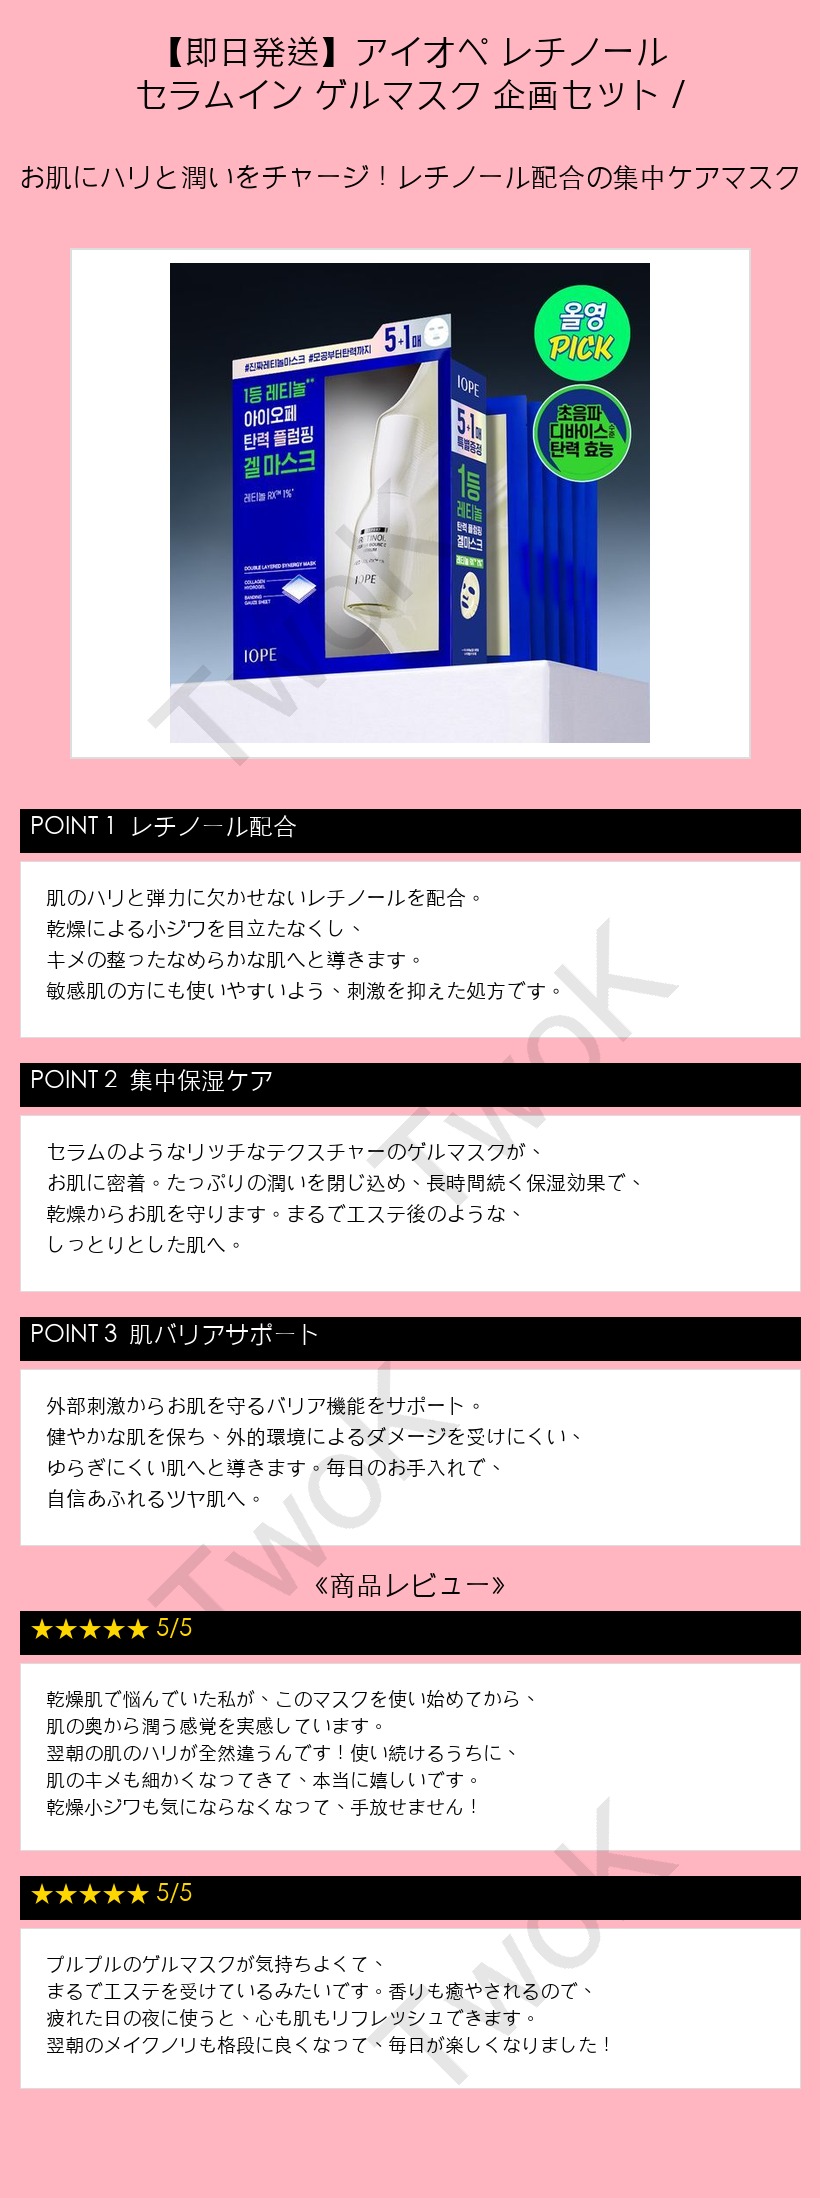 【即日発送】アイオペ レチノール
セラムイン ゲルマスク 企画セット /
お肌にハリと潤いをチャージ！レチノール配合の集中ケアマスク
올영
PICK
초음파
디바이스 수준
탄력 효능
#진짜레티놀마스크 #모공부터탄력까지
5+1매
1등 레티놀**
아이오페
탄력 플럼핑
겔마스크
레티놀 RX™ 1%*
DOUBLE LAYERED SYNERGY MASK
COLLAGEN
HYDROGEL
BANDING
GAUZE SHEET
IOPE
RETINOL
IOPE
IOPE
5+1매
특별증정
1등
레티놀
탄력 플럼핑
겔마스크
레티놀 RX™ 1%
POINT 1 レチノール配合
肌のハリと弾力に欠かせないレチノールを配合。
乾燥による小ジワを目立たなくし、
キメの整ったなめらかな肌へと導きます。
敏感肌の方にも使いやすいよう、刺激を抑えた処方です。
POINT 2 集中保湿ケア
セラムのようなリッチなテクスチャーのゲルマスクが、
お肌に密着。たっぷりの潤いを閉じ込め、長時間続く保湿効果で、
乾燥からお肌を守ります。まるでエステ後のような、
しっとりとした肌へ。
POINT 3 肌バリアサポート
外部刺激からお肌を守るバリア機能をサポート。
健やかな肌を保ち、外的環境によるダメージを受けにくい、
ゆらぎにくい肌へと導きます。毎日のお手入れで、
自信あふれるツヤ肌へ。
《商品レビュー》
★★★★★ 5/5
乾燥肌で悩んでいた私が、このマスクを使い始めてから、
肌の奥から潤う感覚を実感しています。
翌朝の肌のハリが全然違うんです！使い続けるうちに、
肌のキメも細かくなってきて、本当に嬉しいです。
乾燥小ジワも気にならなくなって、手放せません！
★★★★★ 5/5
プルプルのゲルマスクが気持ちよくて、
まるでエステを受けているみたいです。香りも癒やされるので、
疲れた日の夜に使うと、心も肌もリフレッシュできます。
翌朝のメイクノリも格段に良くなって、毎日が楽しくなりました！
TwoK
TwoK
TwoK
TwoK